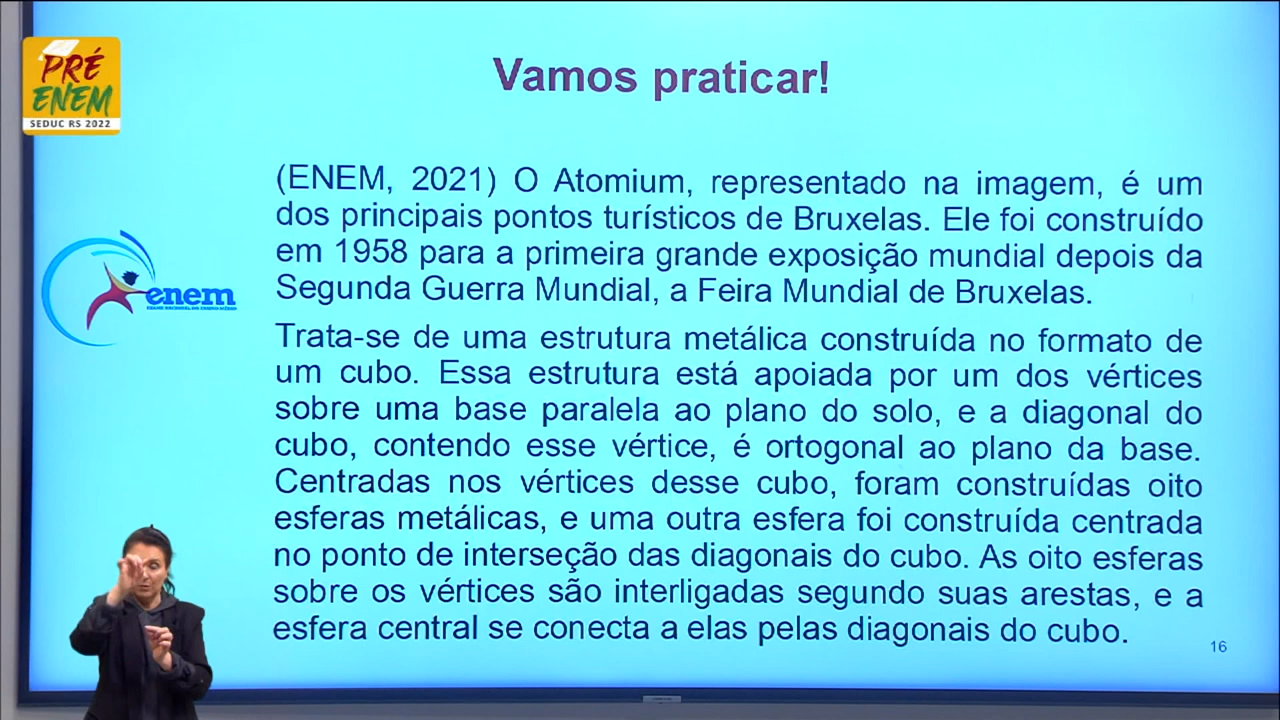 PRÉ
ENEM
SEDUC RS 2022
Vamos praticar!
(ENEM, 2021) O Atomium, representado na imagem, é um
dos principais pontos turísticos de Bruxelas. Ele foi construído
em 1958 para a primeira grande exposição mundial depois da
Segunda Guerra Mundial, a Feira Mundial de Bruxelas.
enem
EXAME NACIONAL DO ENSINO MÉDIO
Trata-se de uma estrutura metálica construída no formato de
um cubo. Essa estrutura está apoiada por um dos vértices
sobre uma base paralela ao plano do solo, e a diagonal do
cubo, contendo esse vértice, é ortogonal ao plano da base.
Centradas nos vértices desse cubo, foram construídas oito
esferas metálicas, e uma outra esfera foi construída centrada
no ponto de interseção das diagonais do cubo. As oito esferas
sobre os vértices são interligadas segundo suas arestas, e a
esfera central se conecta a elas pelas diagonais do cubo.
16